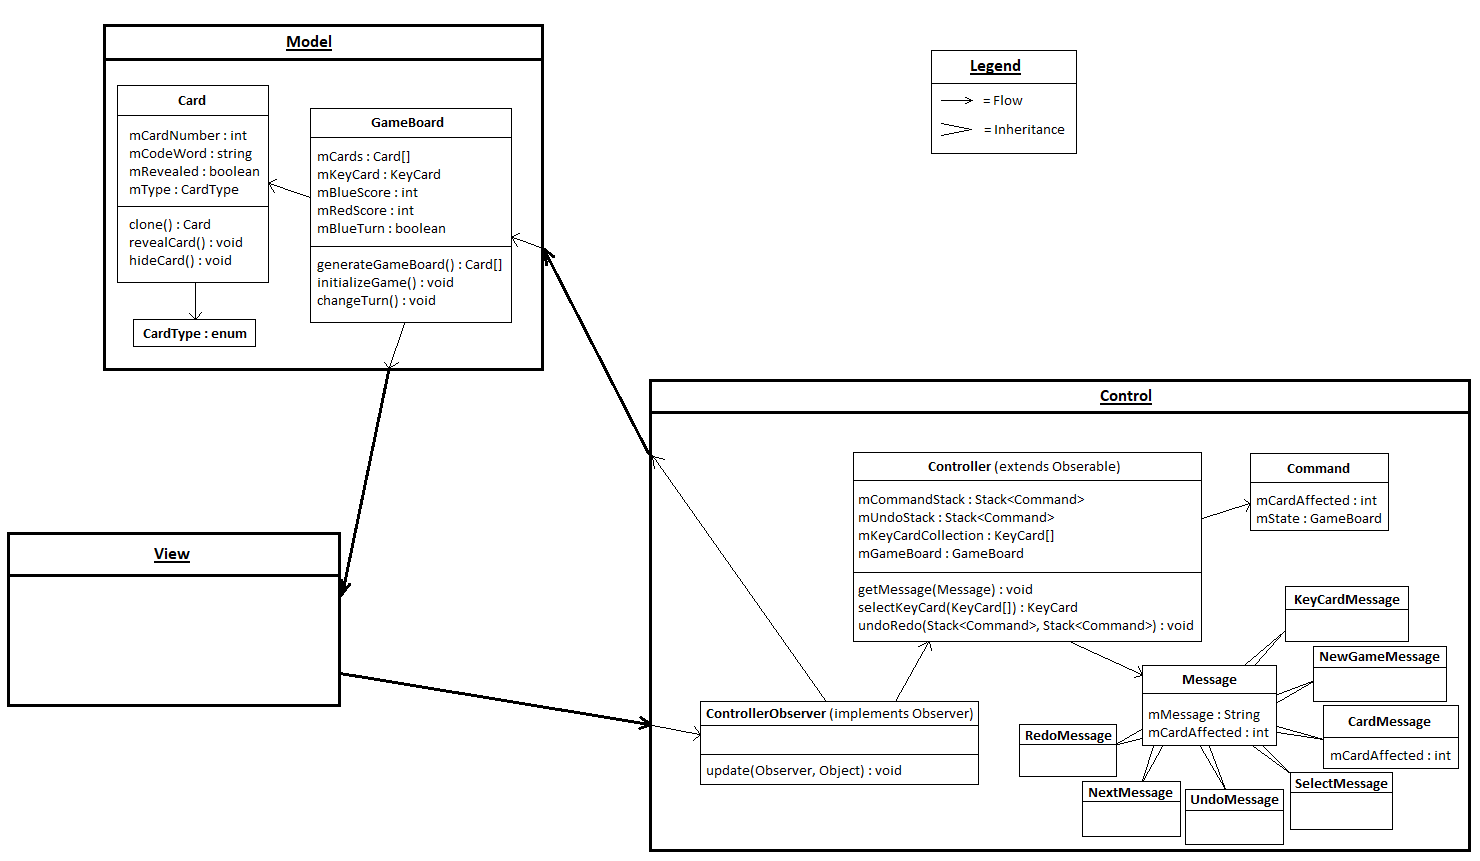 Model
Card
mCardNumber : int
mCodeWord : string
mRevealed : boolean
mType : CardType
clone() : Card
revealCard() : void
hideCard() : void
CardType : enum
GameBoard
mCards : Card[]
mKeyCard : KeyCard
mBlueScore : int
mRedScore : int
mBlueTurn : boolean
generateGameBoard() : Card[]
initializeGame() : void
changeTurn() : void
Legend
= Flow
= Inheritance
View
Control
Controller (extends Obserable)
mCommandStack : Stack<Command>
mUndoStack : Stack<Command>
mKeyCardCollection : KeyCard[]
mGameBoard : GameBoard
getMessage(Message) : void
selectKeyCard(KeyCard[]) : KeyCard
undoRedo(Stack<Command>, Stack<Command>) : void
Command
mCardAffected : int
mState : GameBoard
ControllerObserver (implements Observer)
update(Observer, Object) : void
Message
mMessage : String
mCardAffected : int
KeyCardMessage
NewGameMessage
CardMessage
mCardAffected : int
SelectMessage
UndoMessage
NextMessage
RedoMessage